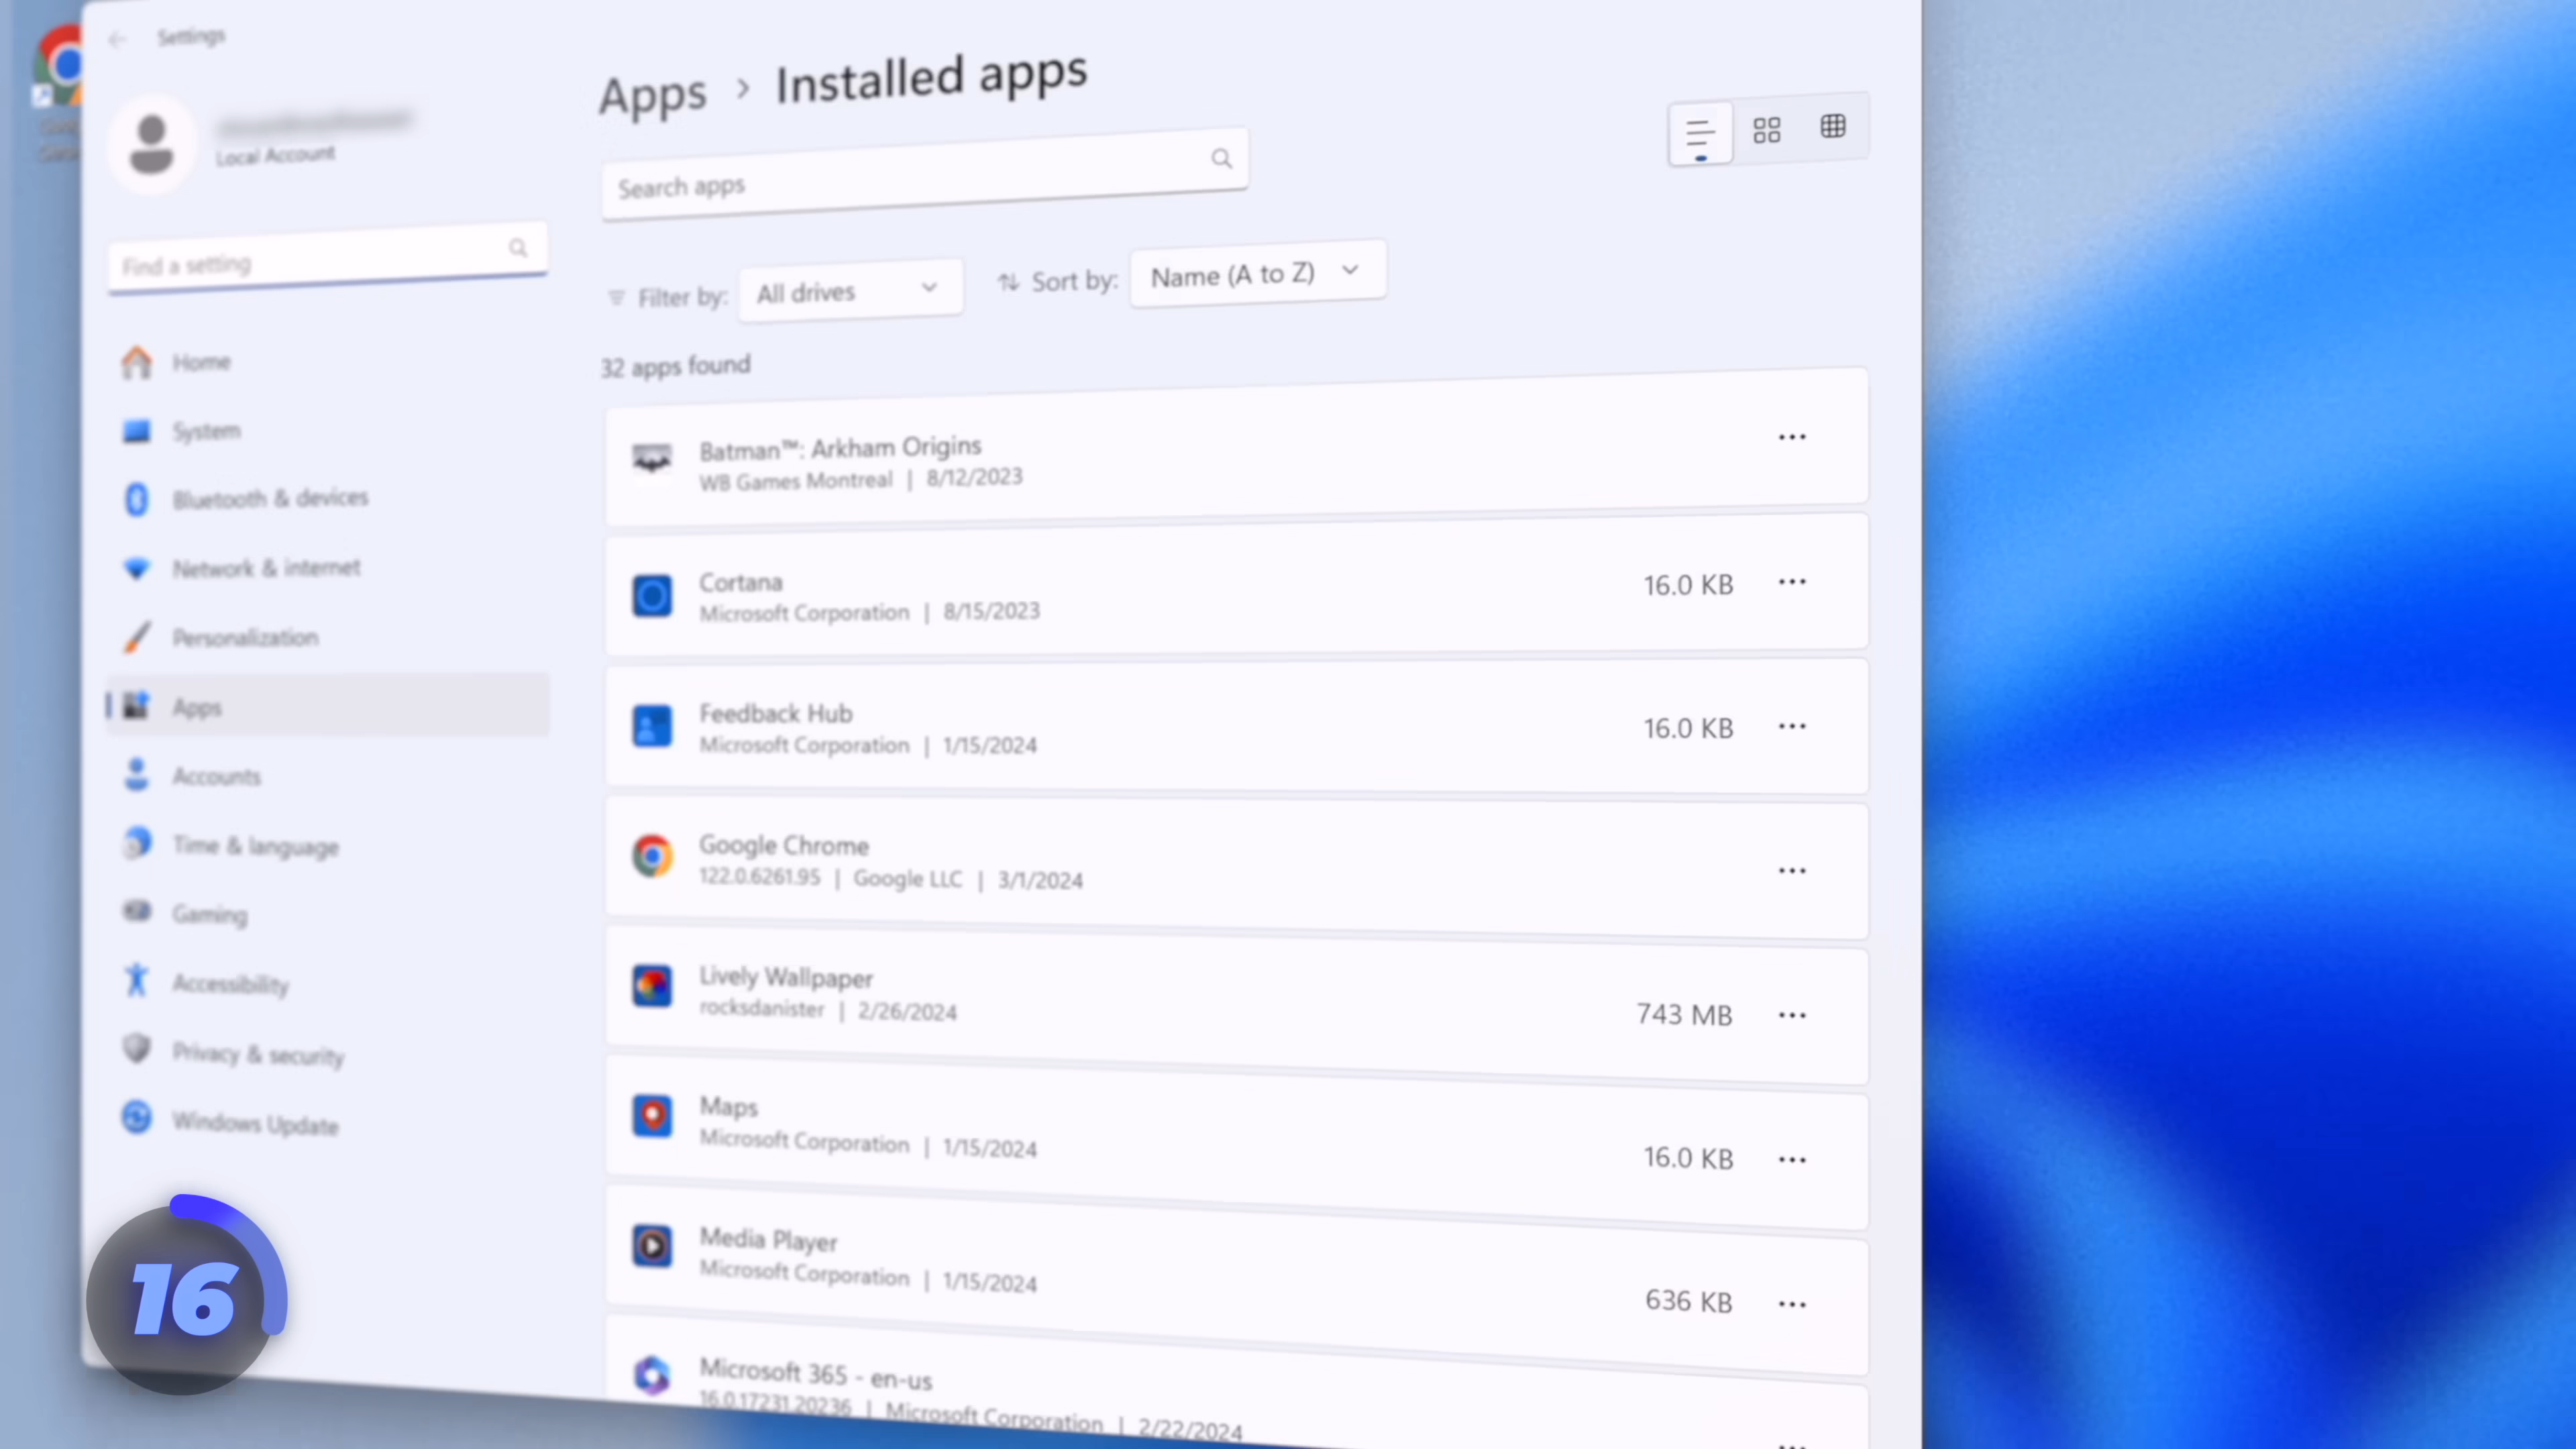 Settings
Local Account
Find a setting
Home
System
Bluetooth & devices
Network & internet
Personalization
Apps
Accounts
Time & language
Gaming
Accessibility
Privacy & security
Windows Update
16
Apps > Installed apps
Search apps
Filter by: All drives Sort by: Name (A to Z)
32 apps found
Batman™: Arkham Origins
WB Games Montreal | 8/12/2023
Cortana
Microsoft Corporation | 8/15/2023
16.0 KB
Feedback Hub
Microsoft Corporation | 1/15/2024
16.0 KB
Google Chrome
122.0.6261.95 | Google LLC | 3/1/2024
Lively Wallpaper
rocksdanister | 2/26/2024
743 MB
Maps
Microsoft Corporation | 1/15/2024
16.0 KB
Media Player
Microsoft Corporation | 1/15/2024
636 KB
Microsoft 365 - en-us
16.0.17231.20236 | Microsoft Corporation | 2/22/2024